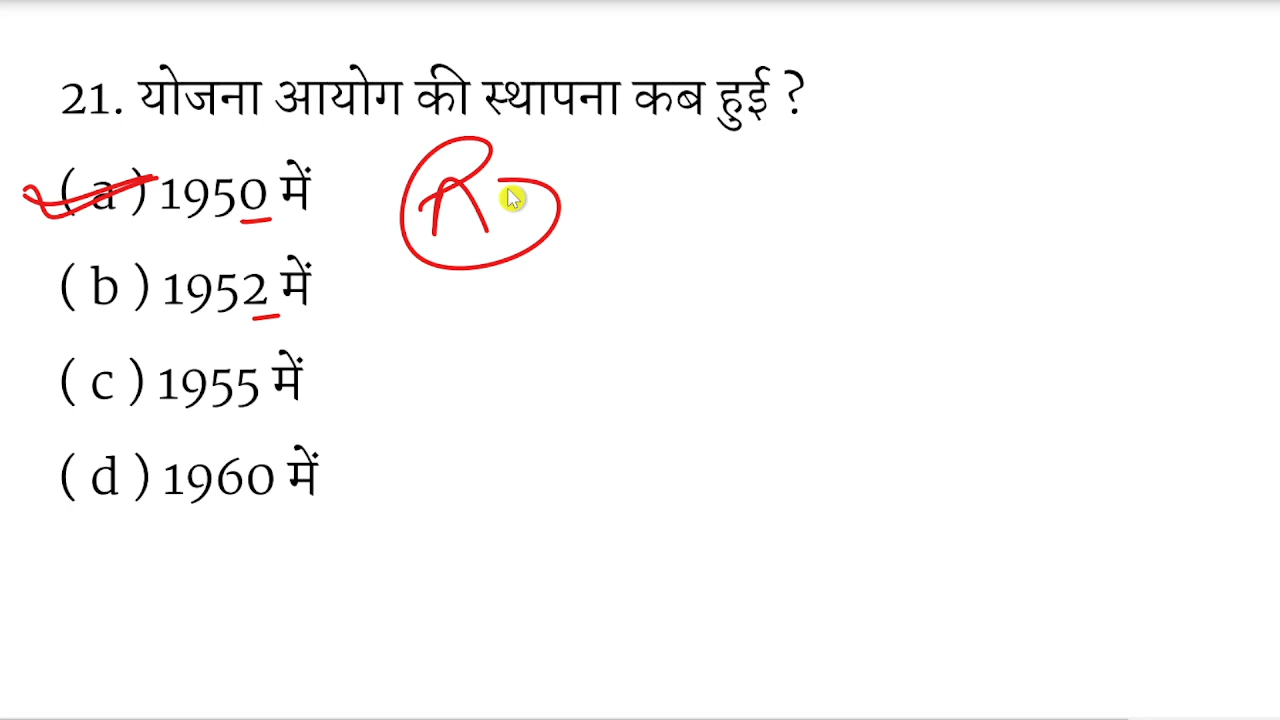 21. योजना आयोग की स्थापना कब हुई ?
( a ) 1950 में
( b ) 1952 में
( c ) 1955 में
( d ) 1960 में